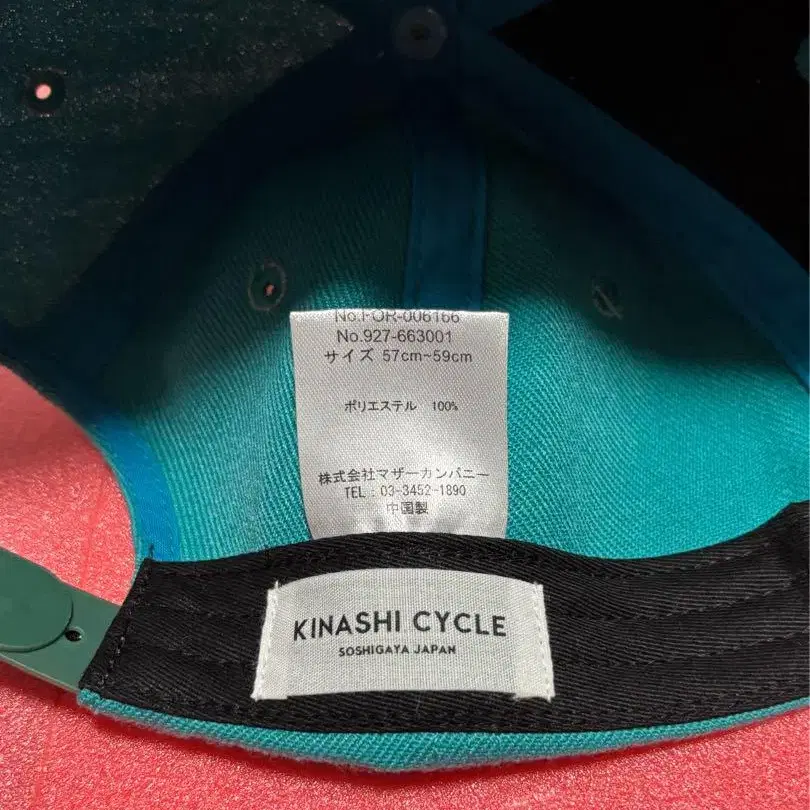 No.FOR-006166
No.927-663001
サイズ 57cm~59cm
ポリエステル 100%
株式会社マザーカンパニー
TEL:03-3452-1890
中国製
KINASHI CYCLE
SOSHIGAYA JAPAN